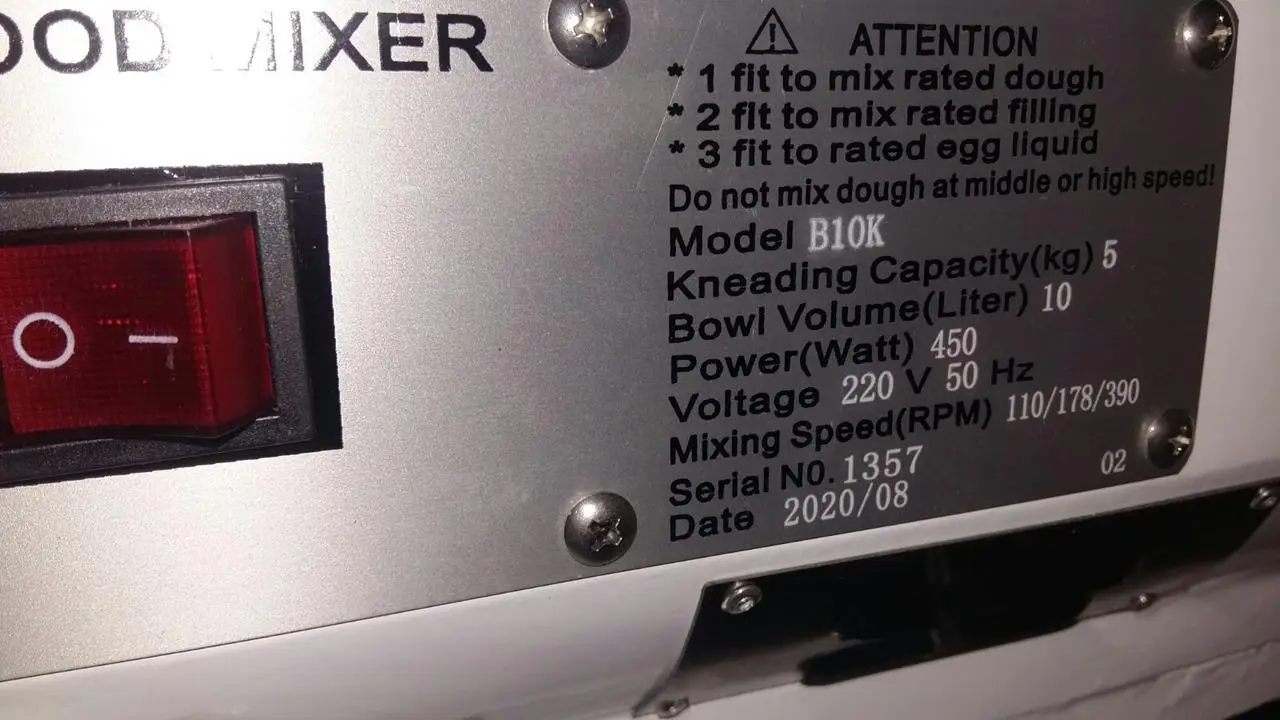 OOD MIXER
ATTENTION
* 1 fit to mix rated dough
* 2 fit to mix rated filling
* 3 fit to rated egg liquid
Do not mix dough at middle or high speed!
Model B10K
Kneading Capacity(kg) 5
Bowl Volume(Liter) 10
Power(Watt) 450
Voltage 220 V 50 Hz
Mixing Speed(RPM) 110/178/390
Serial N0. 1357
02
Date 2020/08